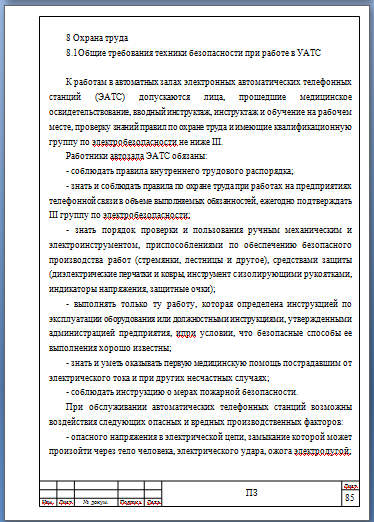 8 Охрана труда
8.1Общие требования техники безопасности при работе в УАТС
К работам в автоматных залах электронных автоматических телефонных
станций (ЭАТС) допускаются лица, прошедшие медицинское
освидетельствование, вводный инструктаж, инструктаж и обучение на рабочем
месте, проверку знаний правил по охране труда и имеющие квалификационную
группу по электробезопасности не ниже III.
Работники автозала ЭАТС обязаны:
- соблюдать правила внутреннего трудового распорядка;
- знать и соблюдать правила по охране труда при работах на предприятиях
телефонной связи в объеме выполняемых обязанностей, ежегодно подтверждать
III группу по электробезопасности;
- знать порядок проверки и пользования ручным механическим и
электроинструментом, приспособлениями по обеспечению безопасного
производства работ (стремянки, лестницы и другое), средствами защиты
(диэлектрические перчатки и ковры, инструмент с изолирующими рукоятками,
индикаторы напряжения, защитные очки);
- выполнять только ту работу, которая определена инструкцией по
эксплуатации оборудования или должностными инструкциями, утвержденными
администрацией предприятия, ипри условии, что безопасные способы ее
выполнения хорошо известны;
- знать и уметь оказывать первую медицинскую помощь пострадавшим от
электрического тока и при других несчастных случаях;
- соблюдать инструкцию о мерах пожарной безопасности.
При обслуживании автоматических телефонных станций возможны
воздействия следующих опасных и вредных производственных факторов:
- опасного напряжения в электрической цепи, замыкание которой может
произойти через тело человека, электрического удара, ожога электродугой;
ПЗ
Лист
85
Изм. Лист № докум. Подпись Дата